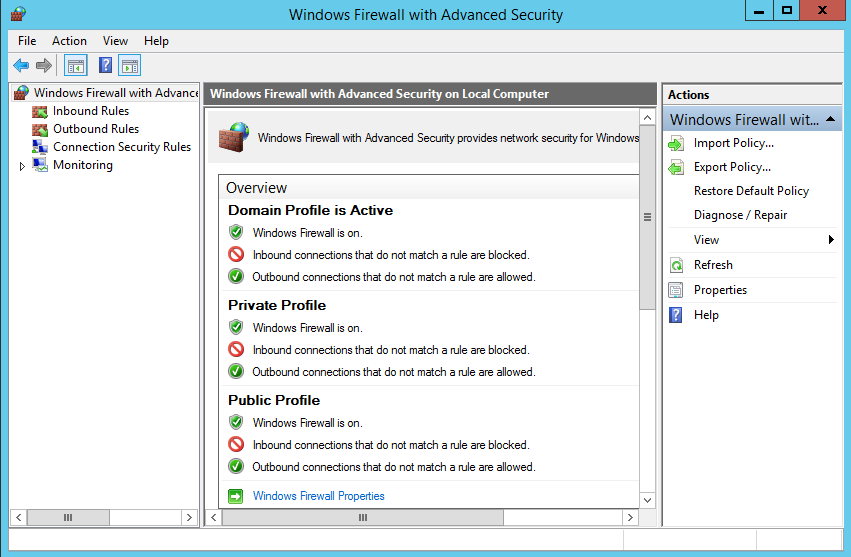 Windows Firewall with Advanced Security
File Action View Help
Windows Firewall with Advance
Inbound Rules
Outbound Rules
Connection Security Rules
Monitoring
Windows Firewall with Advanced Security on Local Computer
Windows Firewall with Advanced Security provides network security for Windows
Overview
Domain Profile is Active
Windows Firewall is on.
Inbound connections that do not match a rule are blocked.
Outbound connections that do not match a rule are allowed.
Private Profile
Windows Firewall is on.
Inbound connections that do not match a rule are blocked.
Outbound connections that do not match a rule are allowed.
Public Profile
Windows Firewall is on.
Inbound connections that do not match a rule are blocked.
Outbound connections that do not match a rule are allowed.
Windows Firewall Properties
Actions
Windows Firewall wit...
Import Policy...
Export Policy...
Restore Default Policy
Diagnose / Repair
View
Refresh
Properties
Help